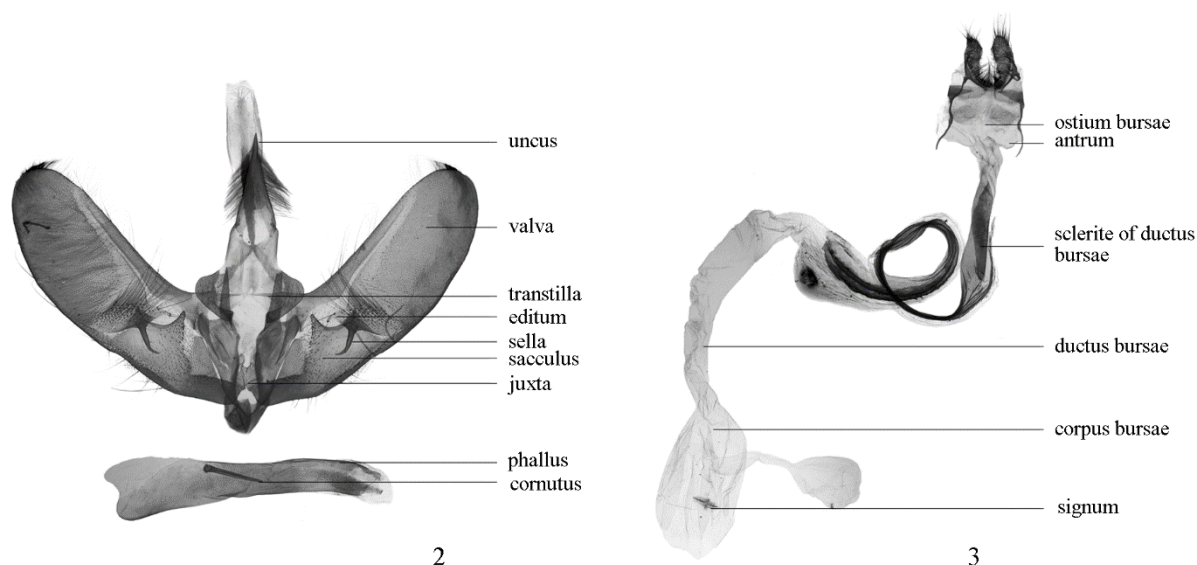 uncus
valva
transtilla
editum
sella
sacculus
juxta
phallus
cornutus
2
ostium bursae
antrum
sclerite of ductus
bursae
ductus bursae
corpus bursae
signum
3